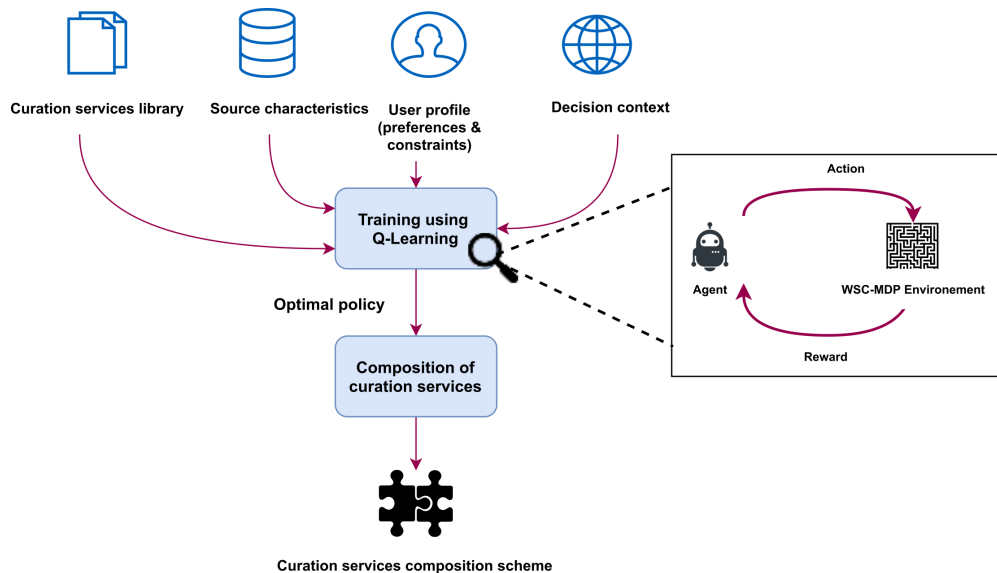 Curation services library
Source characteristics
User profile
(preferences &
constraints)
Decision context
Training using
Q-Learning
Action
Agent
WSC-MDP Environement
Reward
Optimal policy
Composition of
curation services
Curation services composition scheme